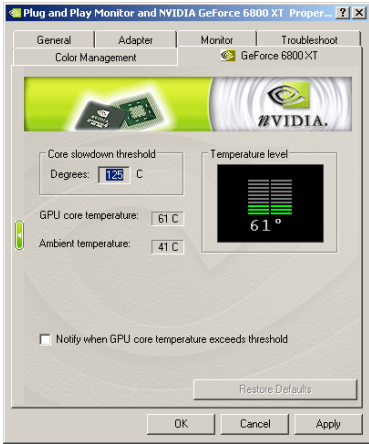 Plug and Play Monitor and NVIDIA GeForce 6800 XT Proper... ? X
General Adapter Monitor Troubleshoot
Color Management GeForce 6800 XT
nVIDIA
nVIDIA.
Core slowdown threshold
Degrees: 125 C
Temperature level
61°
GPU core temperature: 61 C
Ambient temperature: 41 C
Notify when GPU core temperature exceeds threshold
Restore Defaults
OK Cancel Apply